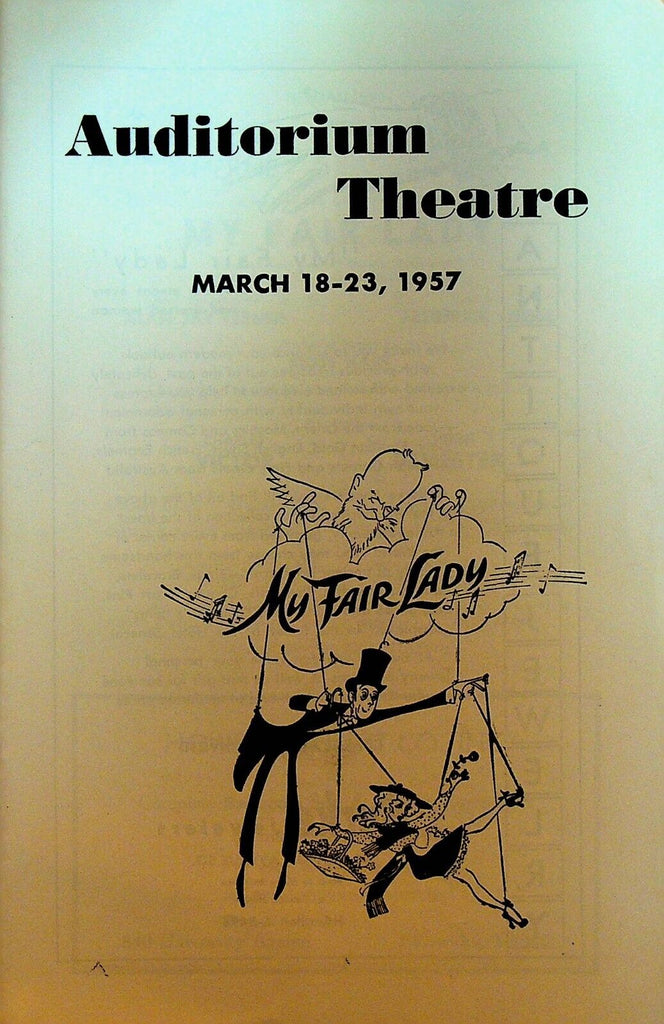 Auditorium
Theatre
MARCH 18-23, 1957
My FAIR LADY